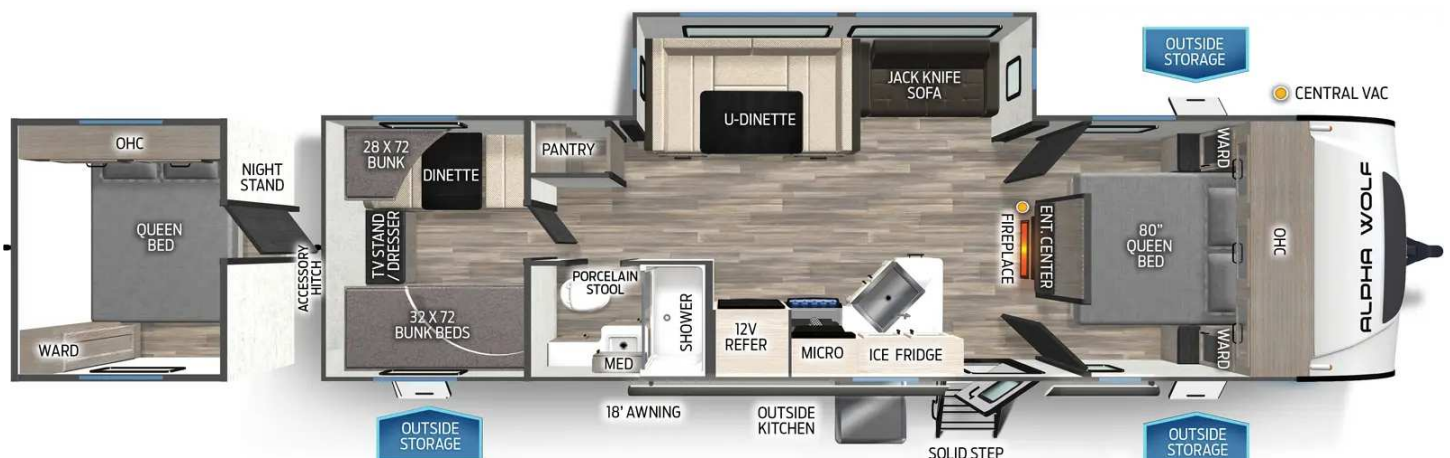 OHC
QUEEN
BED
WARD
NIGHT
STAND
ACCESSORY
HITCH
28 X 72
BUNK
DINETTE
TV STAND
/ DRESSER
32 X 72
BUNK BEDS
OUTSIDE
STORAGE
PANTRY
PORCELAIN
STOOL
MED
SHOWER
U-DINETTE
JACK KNIFE
SOFA
12V
REFER
MICRO
ICE FRIDGE
18' AWNING
OUTSIDE
KITCHEN
SOLID STEP
FIREPLACE
ENT. CENTER
80"
QUEEN
BED
WARD
WARD
OHC
OUTSIDE
STORAGE
CENTRAL VAC
OUTSIDE
STORAGE
ALPHA WOLF